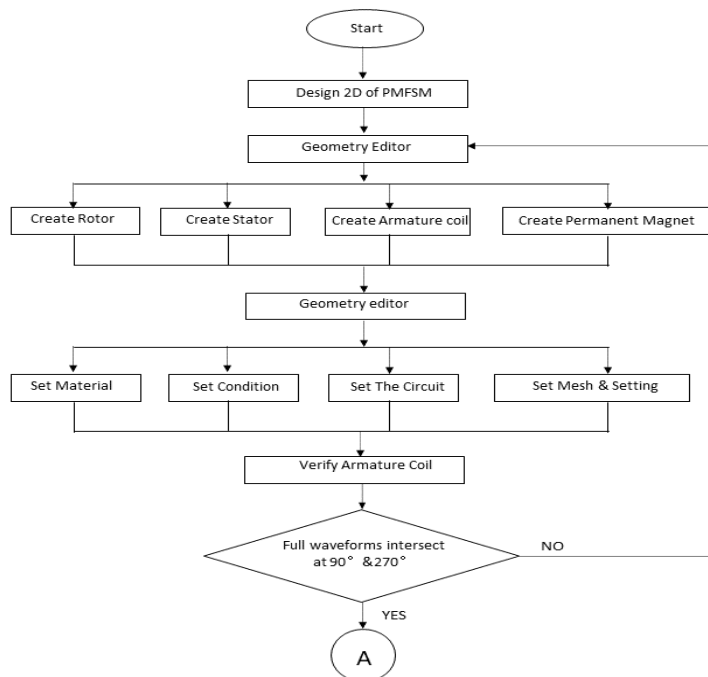 Start
Design 2D of PMFSM
Geometry Editor
Create Rotor
Create Stator
Create Armature coil
Create Permanent Magnet
Geometry editor
Set Material
Set Condition
Set The Circuit
Set Mesh & Setting
Verify Armature Coil
Full waveforms intersect
at 90° &270°
NO
YES
A